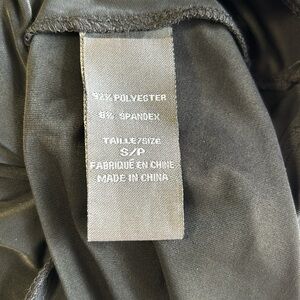 92% POLYESTER
8% SPANDEX
TAILLE/SIZE
S/P
FABRIQUÉ EN CHINE
MADE IN CHINA